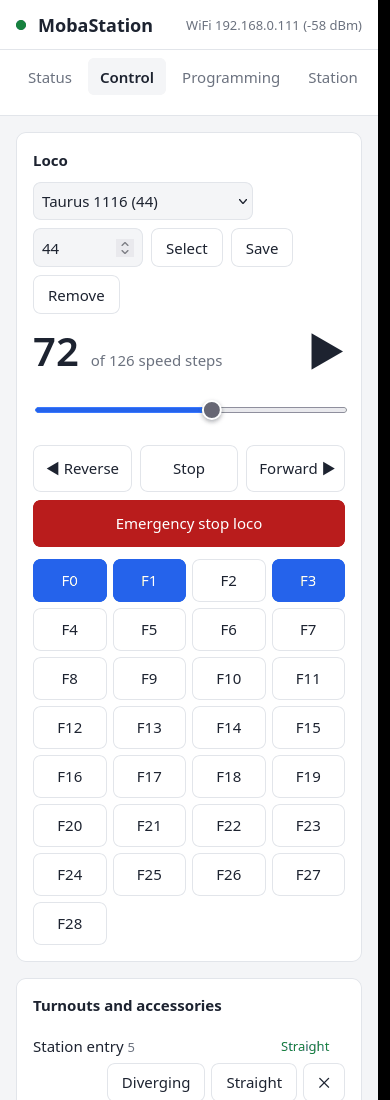 MobaStation WiFi 192.168.0.111 (-58 dBm)
Status Control Programming Station
Loco
Taurus 1116 (44)
44 Select Save
Remove
72 of 126 speed steps
Reverse Stop Forward
Emergency stop loco
F0 F1 F2 F3
F4 F5 F6 F7
F8 F9 F10 F11
F12 F13 F14 F15
F16 F17 F18 F19
F20 F21 F22 F23
F24 F25 F26 F27
F28
Turnouts and accessories
Station entry 5 Straight
Diverging Straight ×